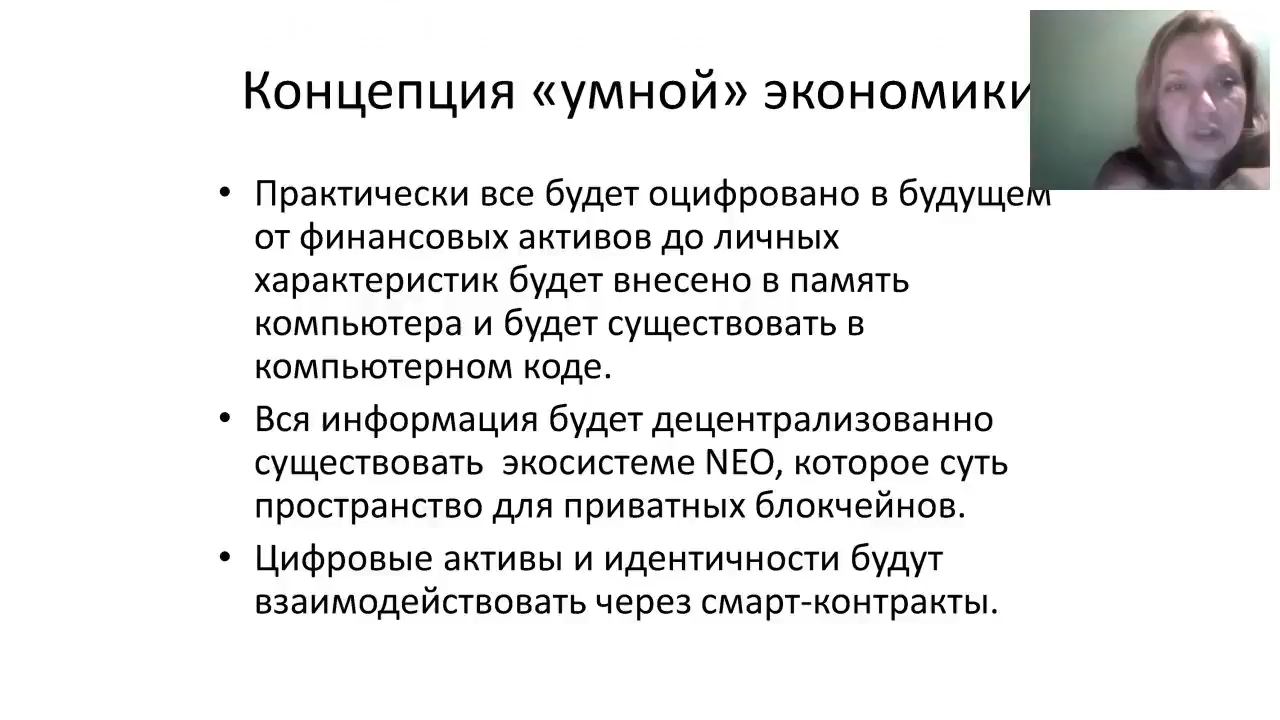 Концепция «умной» экономики
• Практически все будет оцифровано в будущем
от финансовых активов до личных
характеристик будет внесено в память
компьютера и будет существовать в
компьютерном коде.
• Вся информация будет децентрализованно
существовать  экосистеме NEO, которое суть
пространство для приватных блокчейнов.
• Цифровые активы и идентичности будут
взаимодействовать через смарт-контракты.